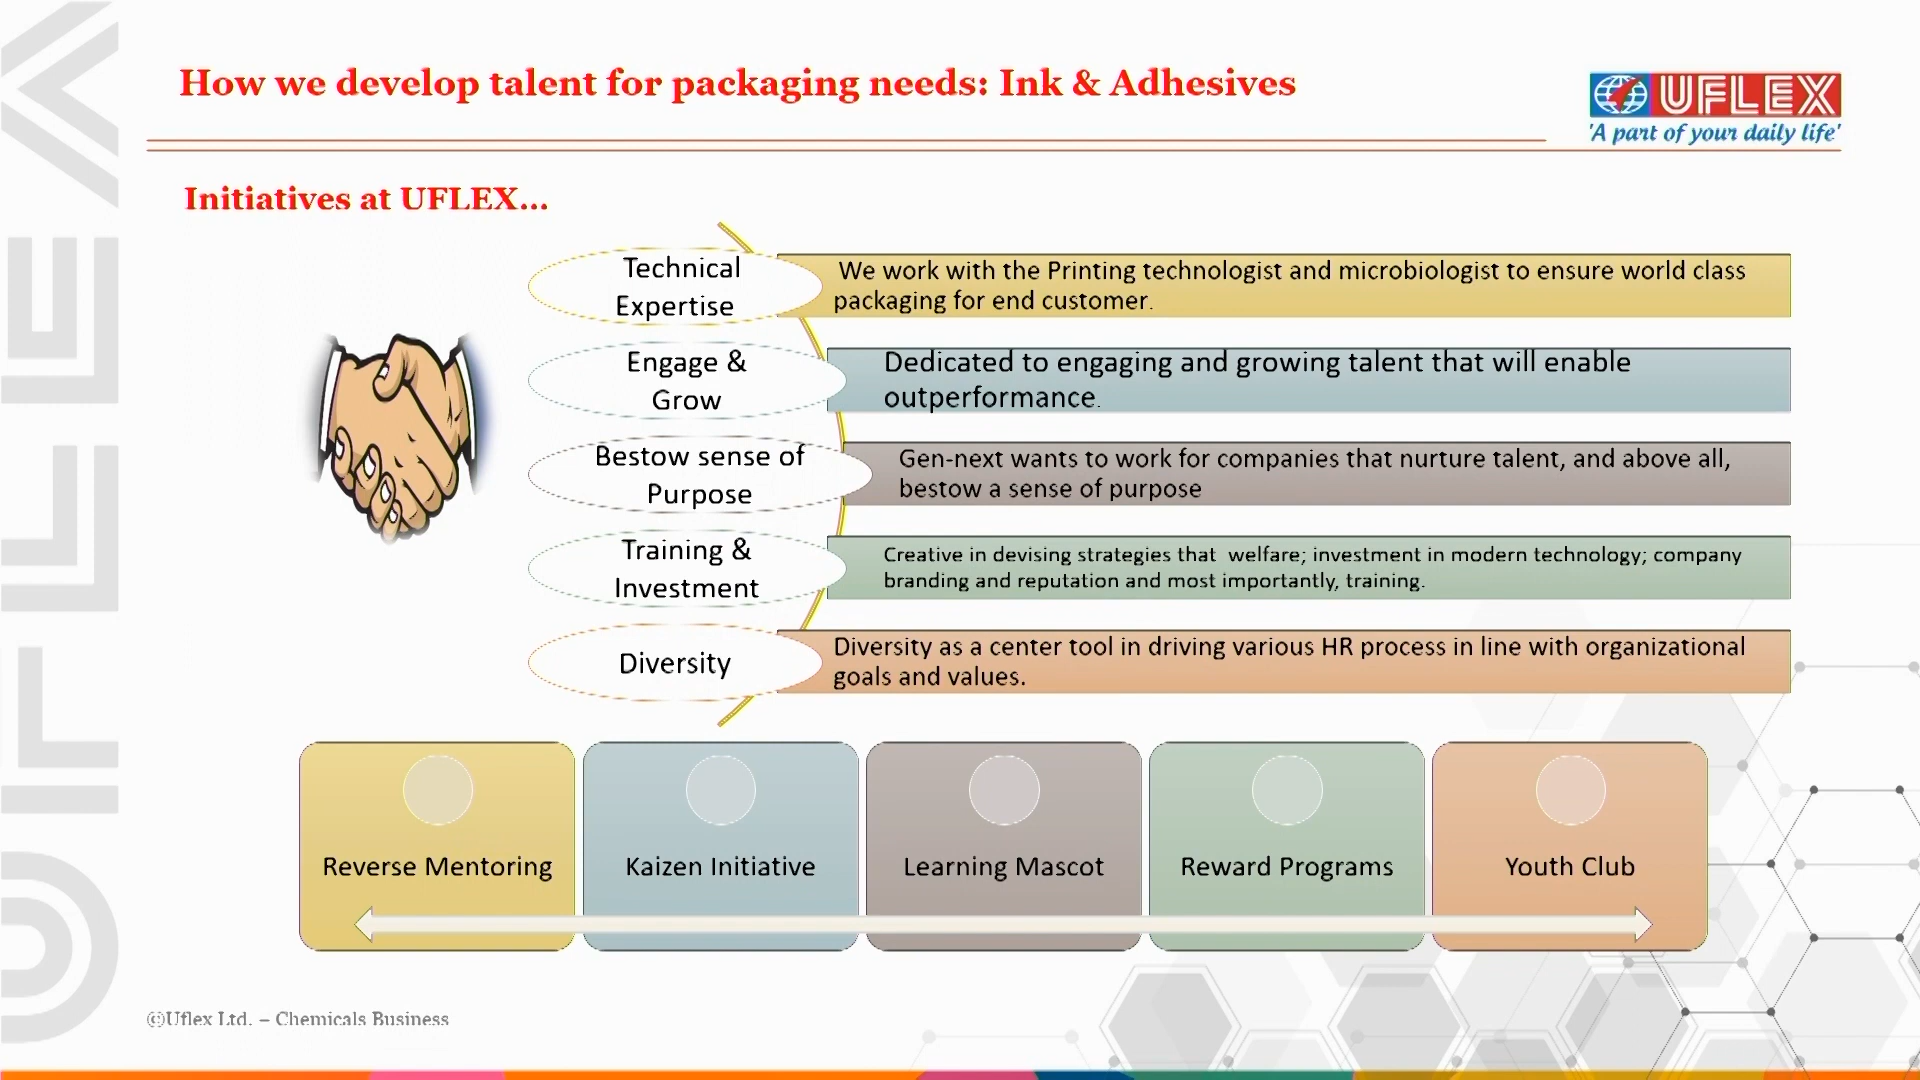 How we develop talent for packaging needs: Ink & Adhesives
UFLEX
'A part of your daily life'
Initiatives at UFLEX...
Technical
Expertise
We work with the Printing technologist and microbiologist to ensure world class
packaging for end customer.
Engage &
Grow
Dedicated to engaging and growing talent that will enable
outperformance.
Bestow sense of
Purpose
Gen-next wants to work for companies that nurture talent, and above all,
bestow a sense of purpose
Training &
Investment
Creative in devising strategies that welfare; investment in modern technology; company
branding and reputation and most importantly, training.
Diversity
Diversity as a center tool in driving various HR process in line with organizational
goals and values.
Reverse Mentoring
Kaizen Initiative
Learning Mascot
Reward Programs
Youth Club
©Uflex Ltd. – Chemicals Business
UFLEX